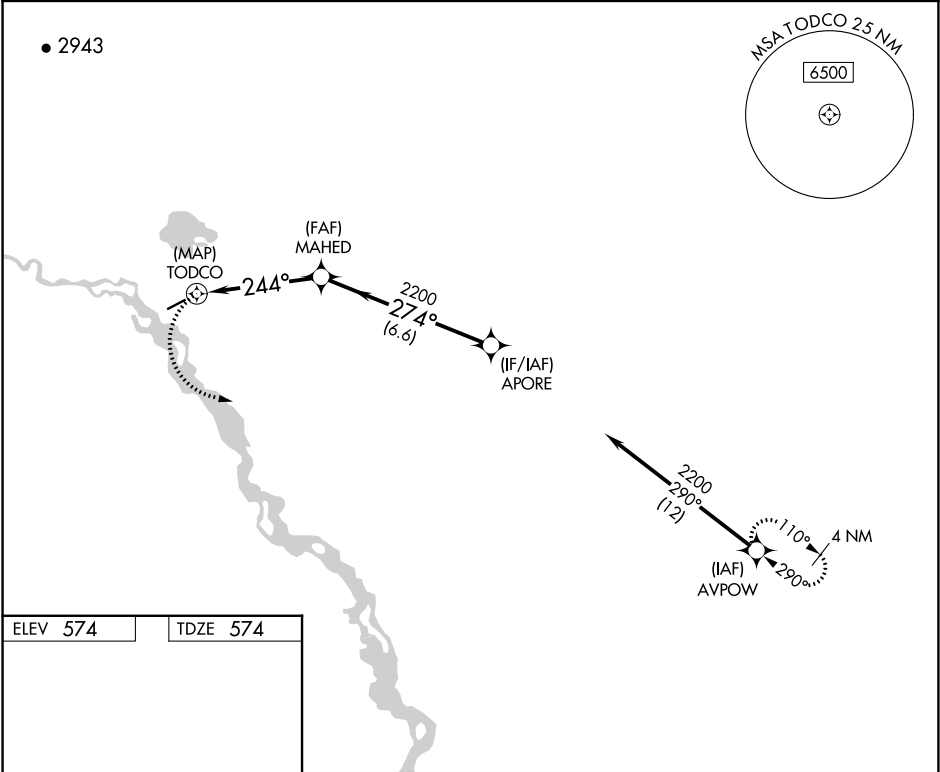 2943
MSA TODCO 25 NM
6500
(FAF)
MAHED
(MAP)
TODCO
244°
2200
274°
(6.6)
(IF/IAF)
APORE
2200
290°
(12)
110°
4 NM
290°
(IAF)
AVPOW
ELEV 574
TDZE 574